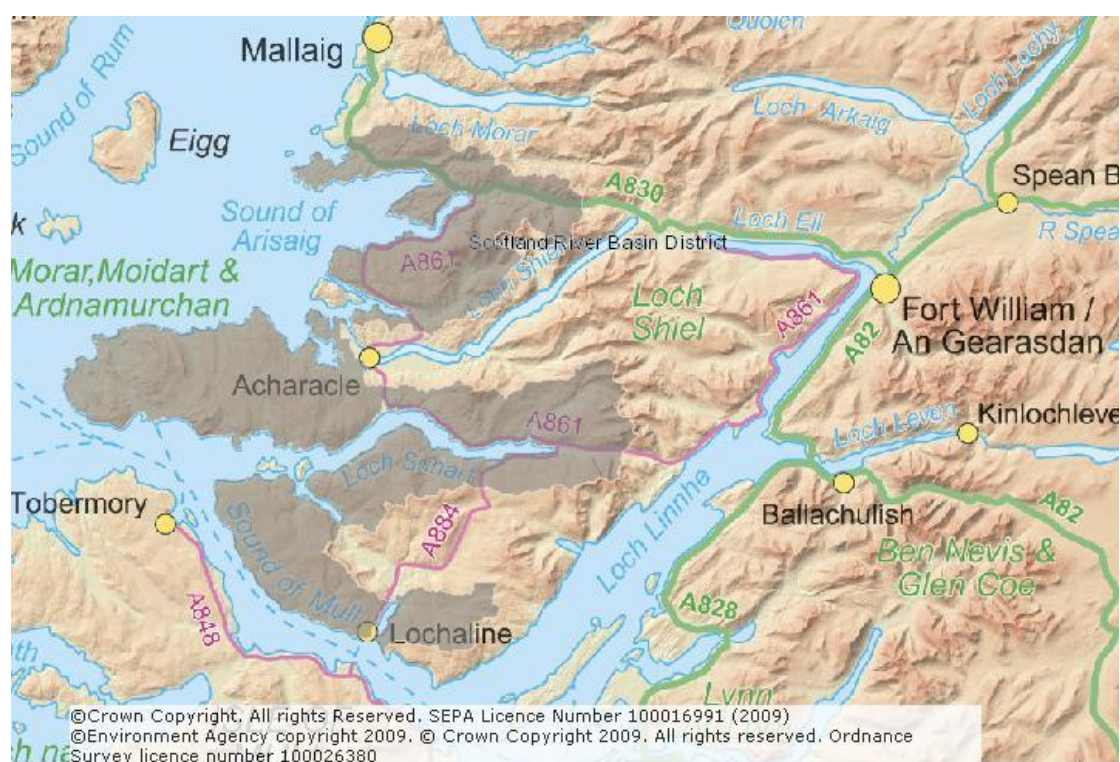 Mallaig
Quoich
Sound of Rum
Loch Lochy
Loch Arkaig
Loch Morar
Eigg
A830
Spean B
Sound of
Arisaig
Loch Eil
R Spea
k
Scotland River Basin District
Morar, Moidart &
Ardnamurchan
A861
Loch Shiel
Loch
Shiel
A861
Fort William /
An Gearasdan
A82
Acharacle
A861
Kinlochleve
Loch Leven
Loch Sunart
Tobermory
Ballachulish
A82
A884
Sound of Mull
Loch Linnhe
Ben Nevis &
Glen Coe
A828
A848
Lochaline
ath
Lynn
©Crown Copyright. All rights Reserved. SEPA Licence Number 100016991 (2009)
©Environment Agency copyright 2009. © Crown Copyright 2009. All rights reserved. Ordnance
Survey licence number 100026380
h na